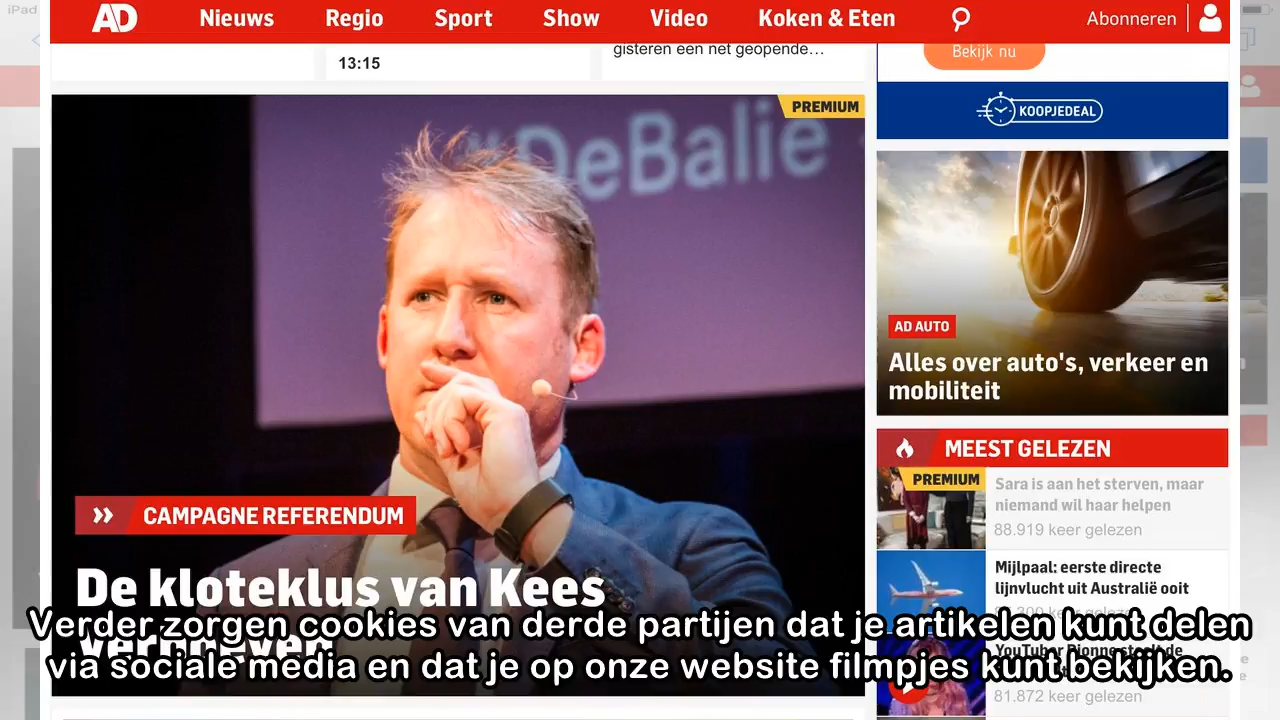 iPad
AD Nieuws Regio Sport Show Video Koken & Eten Abonneren
13:15
gisteren een net geopende…
Bekijk nu
KOOPJEDEAL
PREMIUM
#DeBalie
AD AUTO
Alles over auto's, verkeer en
mobiliteit
MEEST GELEZEN
PREMIUM
Sara is aan het sterven, maar
niemand wil haar helpen
88.919 keer gelezen
Mijlpaal: eerste directe
lijnvlucht uit Australië ooit
keer gelezen
YouTuber
81.872 keer gelezen
CAMPAGNE REFERENDUM
De kloteklus van Kees
Verhoeven
Verder zorgen cookies van derde partijen dat je artikelen kunt delen
via sociale media en dat je op onze website filmpjes kunt bekijken.